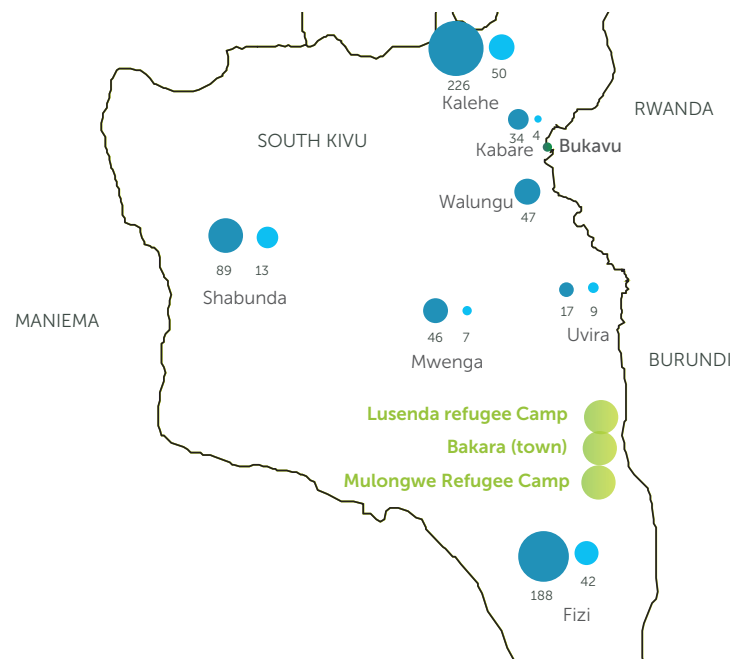 226
50
Kalehe
RWANDA
34
4
SOUTH KIVU
Kabare
Bukavu
Walungu
47
89
13
Shabunda
17
9
MANIEMA
46
7
Uvira
Mwenga
BURUNDI
Lusenda refugee Camp
Bakara (town)
Mulongwe Refugee Camp
188
42
Fizi